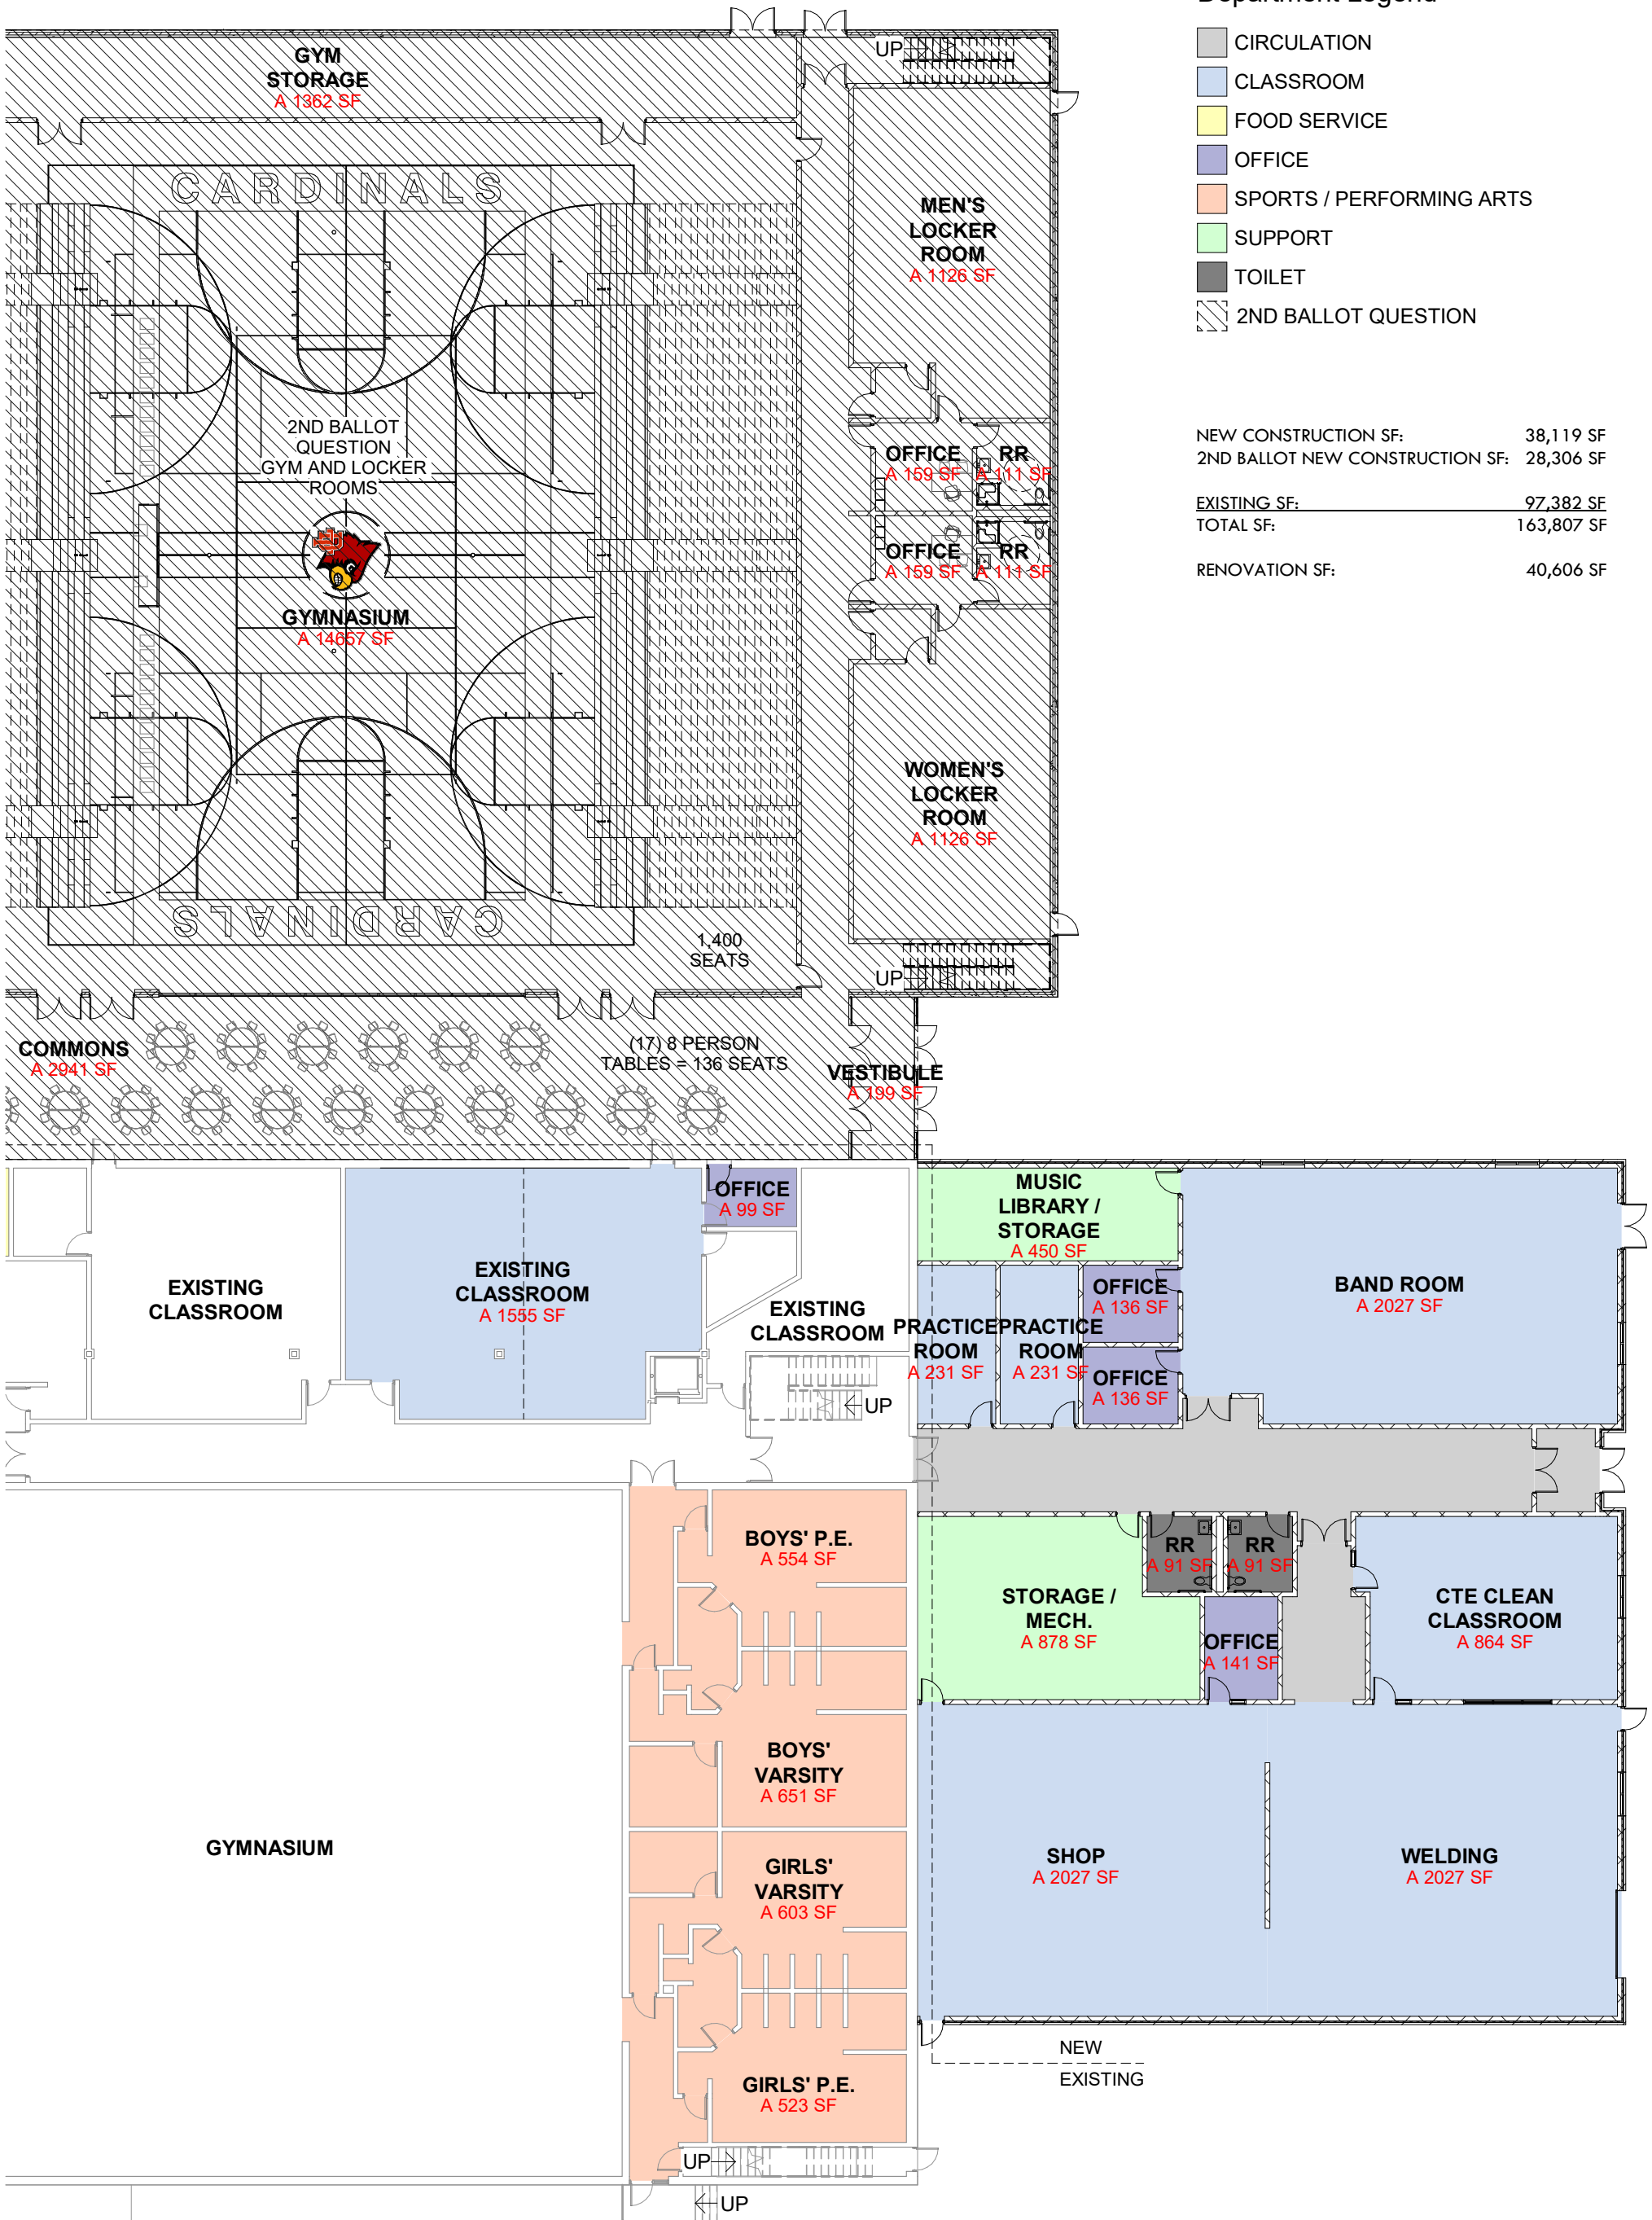 Department Legend
CIRCULATION
CLASSROOM
FOOD SERVICE
OFFICE
SPORTS / PERFORMING ARTS
SUPPORT
TOILET
2ND BALLOT QUESTION
NEW CONSTRUCTION SF: 38,119 SF
2ND BALLOT NEW CONSTRUCTION SF: 28,306 SF
EXISTING SF: 97,382 SF
TOTAL SF: 163,807 SF
RENOVATION SF: 40,606 SF
GYM
STORAGE
A 1362 SF
UP
CARDINALS
MEN'S
LOCKER
ROOM
A 1126 SF
2ND BALLOT
QUESTION
GYM AND LOCKER
ROOMS
OFFICE
A 159 SF
RR
A 111 SF
OFFICE
A 159 SF
RR
A 111 SF
GYMNASIUM
A 14657 SF
WOMEN'S
LOCKER
ROOM
A 1126 SF
CARDINALS
1,400
SEATS
UP
COMMONS
A 2941 SF
(17) 8 PERSON
TABLES = 136 SEATS
VESTIBULE
A 199 SF
OFFICE
A 99 SF
MUSIC
LIBRARY /
STORAGE
A 450 SF
EXISTING
CLASSROOM
EXISTING
CLASSROOM
A 1555 SF
EXISTING
CLASSROOM
PRACTICE
ROOM
A 231 SF
PRACTICE
ROOM
A 231 SF
OFFICE
A 136 SF
OFFICE
A 136 SF
BAND ROOM
A 2027 SF
UP
BOYS' P.E.
A 554 SF
RR
A 91 SF
RR
A 91 SF
STORAGE /
MECH.
A 878 SF
OFFICE
A 141 SF
CTE CLEAN
CLASSROOM
A 864 SF
BOYS'
VARSITY
A 651 SF
GYMNASIUM
GIRLS'
VARSITY
A 603 SF
SHOP
A 2027 SF
WELDING
A 2027 SF
NEW
EXISTING
GIRLS' P.E.
A 523 SF
UP
UP